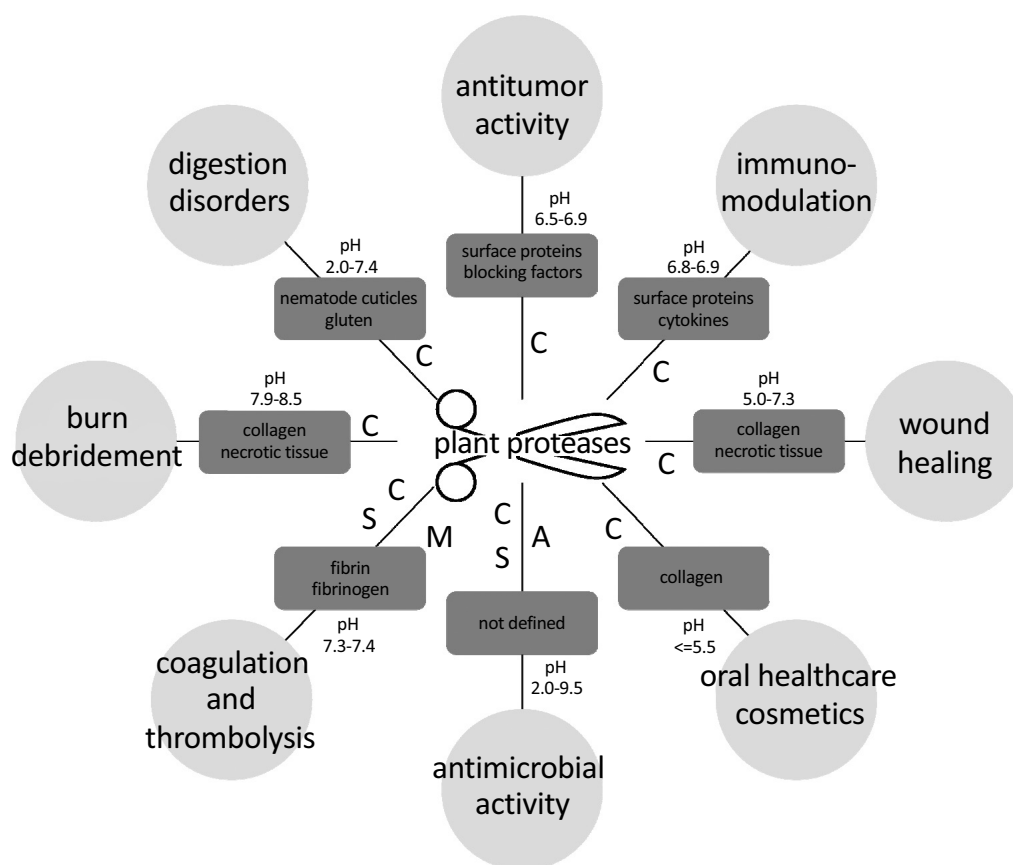 antitumor
activity
pH
6.5-6.9
surface proteins
blocking factors
C
immuno-
modulation
pH
6.8-6.9
surface proteins
cytokines
C
wound
healing
pH
5.0-7.3
collagen
necrotic tissue
C
oral healthcare
cosmetics
pH
<=5.5
collagen
C
antimicrobial
activity
pH
2.0-9.5
not defined
C
S
A
coagulation
and
thrombolysis
pH
7.3-7.4
fibrin
fibrinogen
C
S
M
burn
debridement
pH
7.9-8.5
collagen
necrotic tissue
C
digestion
disorders
pH
2.0-7.4
nematode cuticles
gluten
C
plant proteases